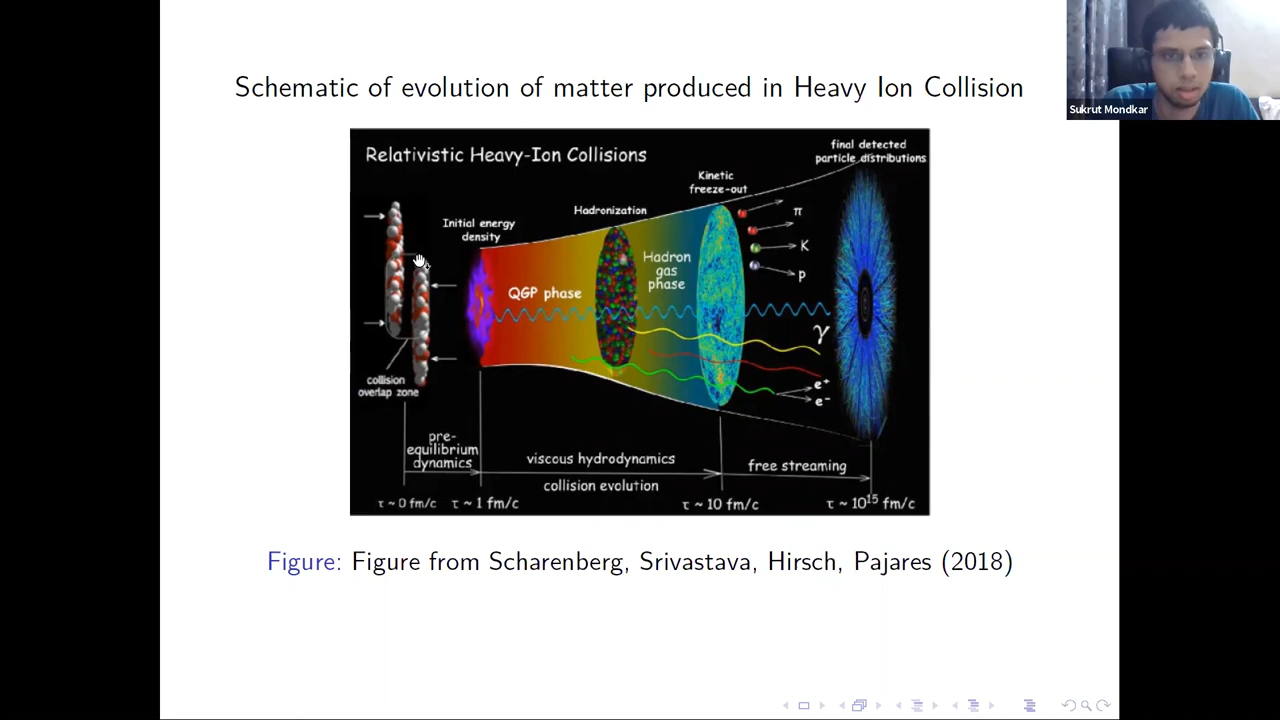 Schematic of evolution of matter produced in Heavy Ion Collision
Sukrut Mondkar
Relativistic Heavy-Ion Collisions
final detected
particle distributions
Kinetic
freeze-out
Hadronization
Initial energy
density
π
K
p
Hadron
gas
phase
QGP phase
γ
e+
e-
collision
overlap zone
pre-
equilibrium
dynamics
viscous hydrodynamics
collision evolution
free streaming
τ ~ 0 fm/c
τ ~ 1 fm/c
τ ~ 10 fm/c
τ ~ 10^15 fm/c
Figure: Figure from Scharenberg, Srivastava, Hirsch, Pajares (2018)